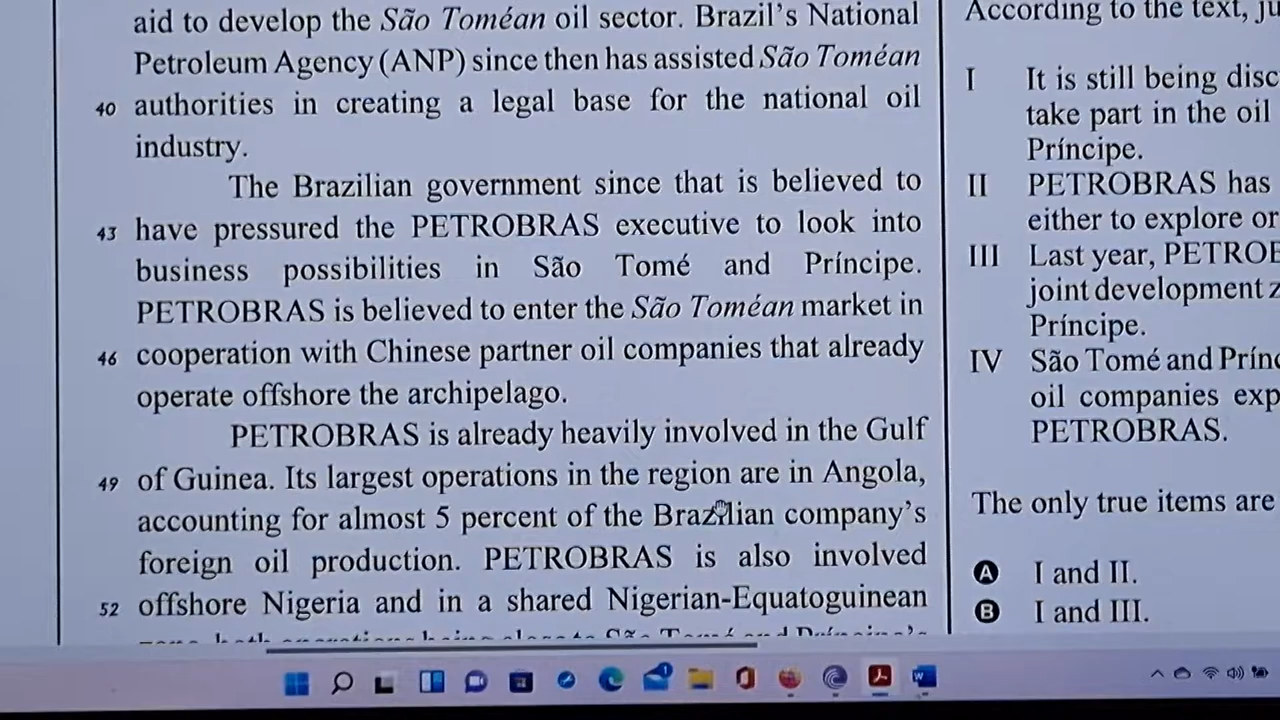 aid to develop the São Toméan oil sector. Brazil's National
Petroleum Agency (ANP) since then has assisted São Toméan
40 authorities in creating a legal base for the national oil
industry.
The Brazilian government since that is believed to
43 have pressured the PETROBRAS executive to look into
business possibilities in São Tomé and Príncipe.
PETROBRAS is believed to enter the São Toméan market in
46 cooperation with Chinese partner oil companies that already
operate offshore the archipelago.
PETROBRAS is already heavily involved in the Gulf
49 of Guinea. Its largest operations in the region are in Angola,
accounting for almost 5 percent of the Brazilian company's
foreign oil production. PETROBRAS is also involved
52 offshore Nigeria and in a shared Nigerian-Equatoguinean
According to the text, ju
I It is still being disc
take part in the oil
Príncipe.
II PETROBRAS has
either to explore or
III Last year, PETROB
joint development z
Príncipe.
IV São Tomé and Prínc
oil companies exp
PETROBRAS.
The only true items are
A I and II.
B I and III.